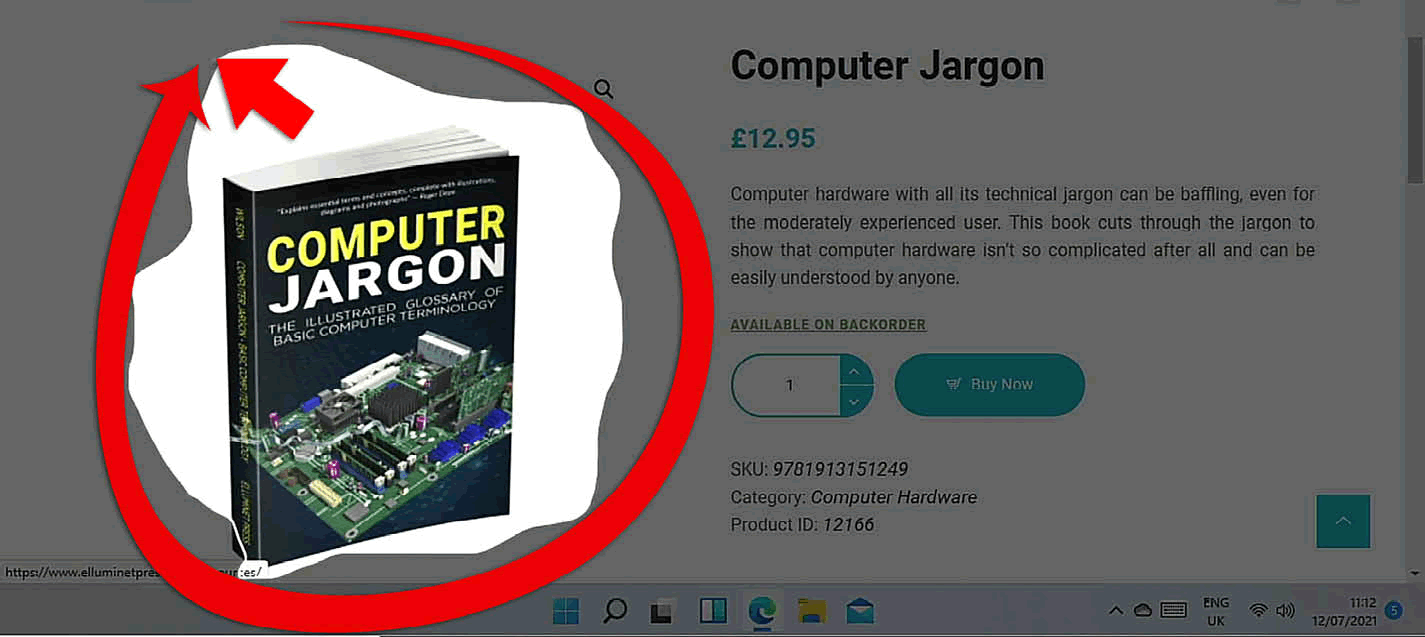 Computer Jargon
£12.95
Computer hardware with all its technical jargon can be baffling, even for
the moderately experienced user. This book cuts through the jargon to
show that computer hardware isn't so complicated after all and can be
easily understood by anyone.
AVAILABLE ON BACKORDER
1
Buy Now
SKU: 9781913151249
Category: Computer Hardware
Product ID: 12166
"Explains essential terms and concepts, complete with illustrations,
diagrams and photographs" —
COMPUTER
JARGON
THE ILLUSTRATED GLOSSARY OF
BASIC COMPUTER TERMINOLOGY
WILSON
COMPUTER JARGON • BASIC COMPUTER TERMINOLOGY
ELLUMINET PRESS
https://www.elluminetpre
es/
ENG
UK
11:12
12/07/2021
5